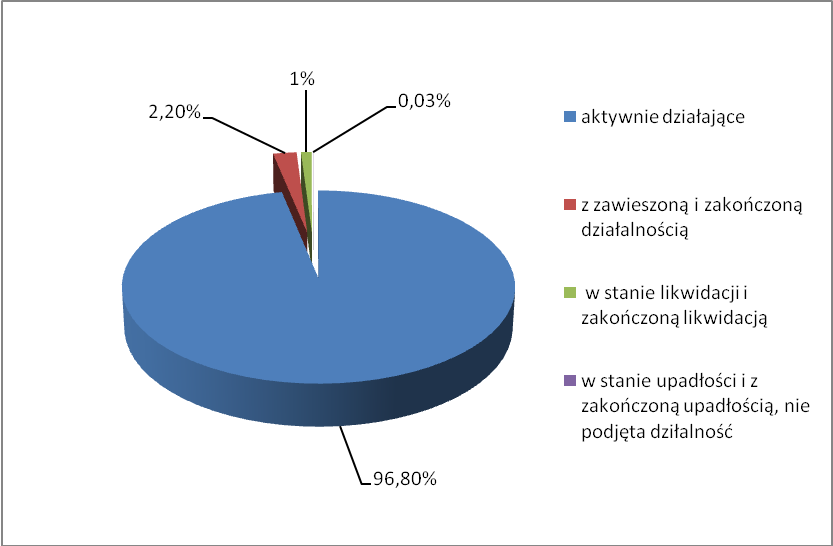 1%
2,20%
0,03%
aktywnie działające
z zawieszoną i zakończoną
działalnością
w stanie likwidacji i
zakończoną likwidacją
w stanie upadłości i z
zakończoną upadłością, nie
podjęta dziłalność
96,80%